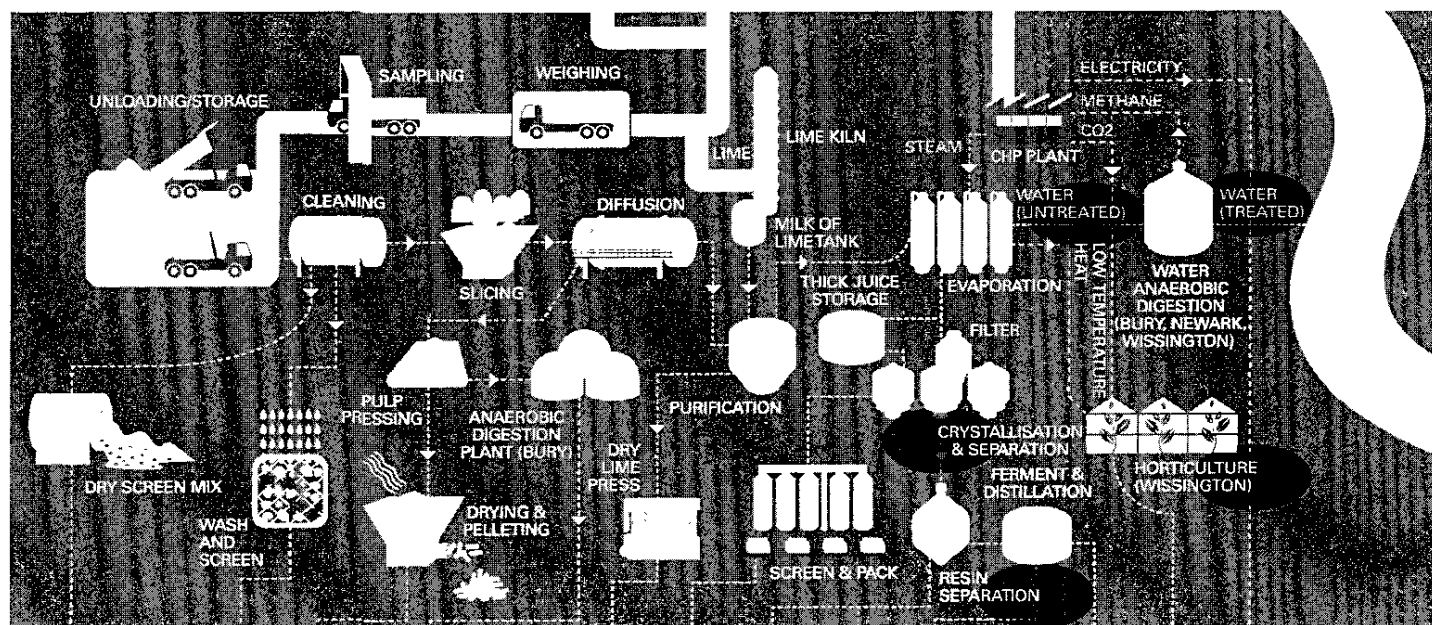 UNLOADING/STORAGE
SAMPLING
WEIGHING
LIME
LIME KILN
ELECTRICITY
METHANE
CO2
STEAM
CHP PLANT
CLEANING
SLICING
DIFFUSION
MILK OF
LIME TANK
THICK JUICE
STORAGE
EVAPORATION
WATER
(UNTREATED)
WATER
(TREATED)
LOW TEMPERATURE
HEAT
WATER
ANAEROBIC
DIGESTION
(BURY, NEWARK,
WISSINGTON)
FILTER
PULP
PRESSING
ANAEROBIC
DIGESTION
PLANT (BURY)
PURIFICATION
CRYSTALLISATION
& SEPARATION
DRY
LIME
PRESS
FERMENT &
DISTILLATION
HORTICULTURE
(WISSINGTON)
DRY SCREEN MIX
WASH
AND
SCREEN
DRYING &
PELLETING
SCREEN & PACK
RESIN
SEPARATION